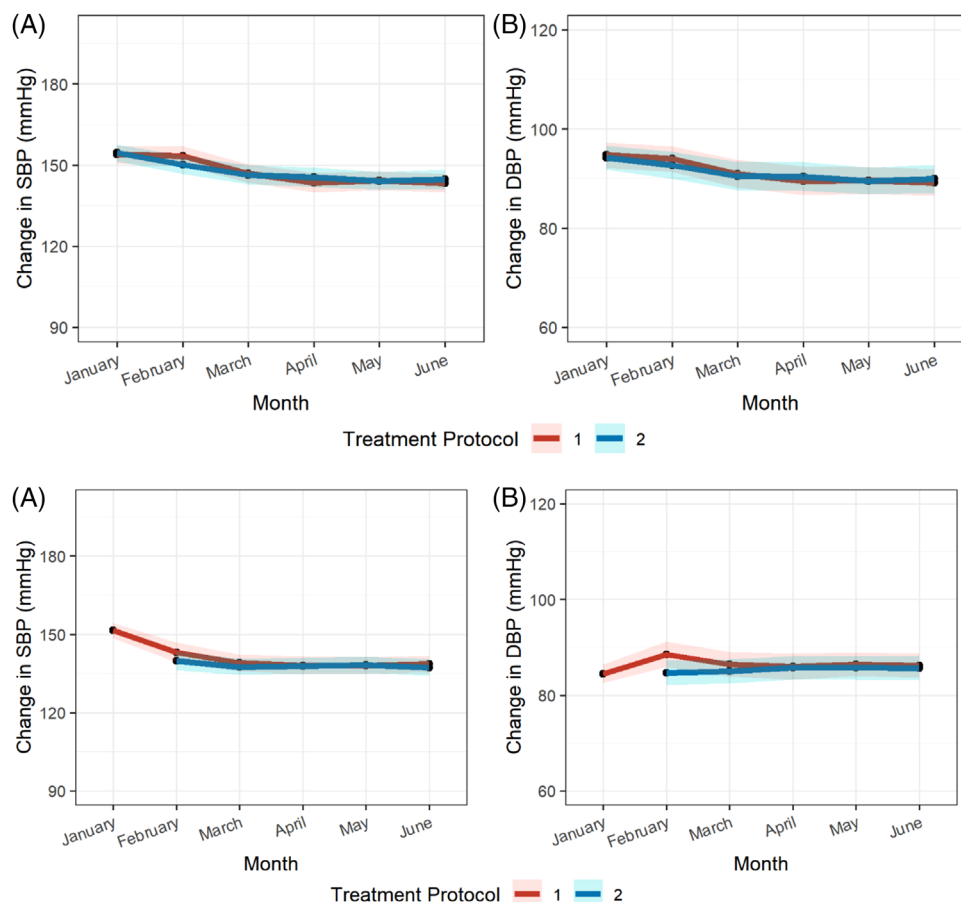 (A)
Change in SBP (mmHg)
180
150
120
90
January
February
March
April
May
June
Month
(B)
Change in DBP (mmHg)
120
100
80
60
January
February
March
April
May
June
Month
Treatment Protocol 1 2
(A)
Change in SBP (mmHg)
180
150
120
90
January
February
March
April
May
June
Month
(B)
Change in DBP (mmHg)
120
100
80
60
January
February
March
April
May
June
Month
Treatment Protocol 1 2